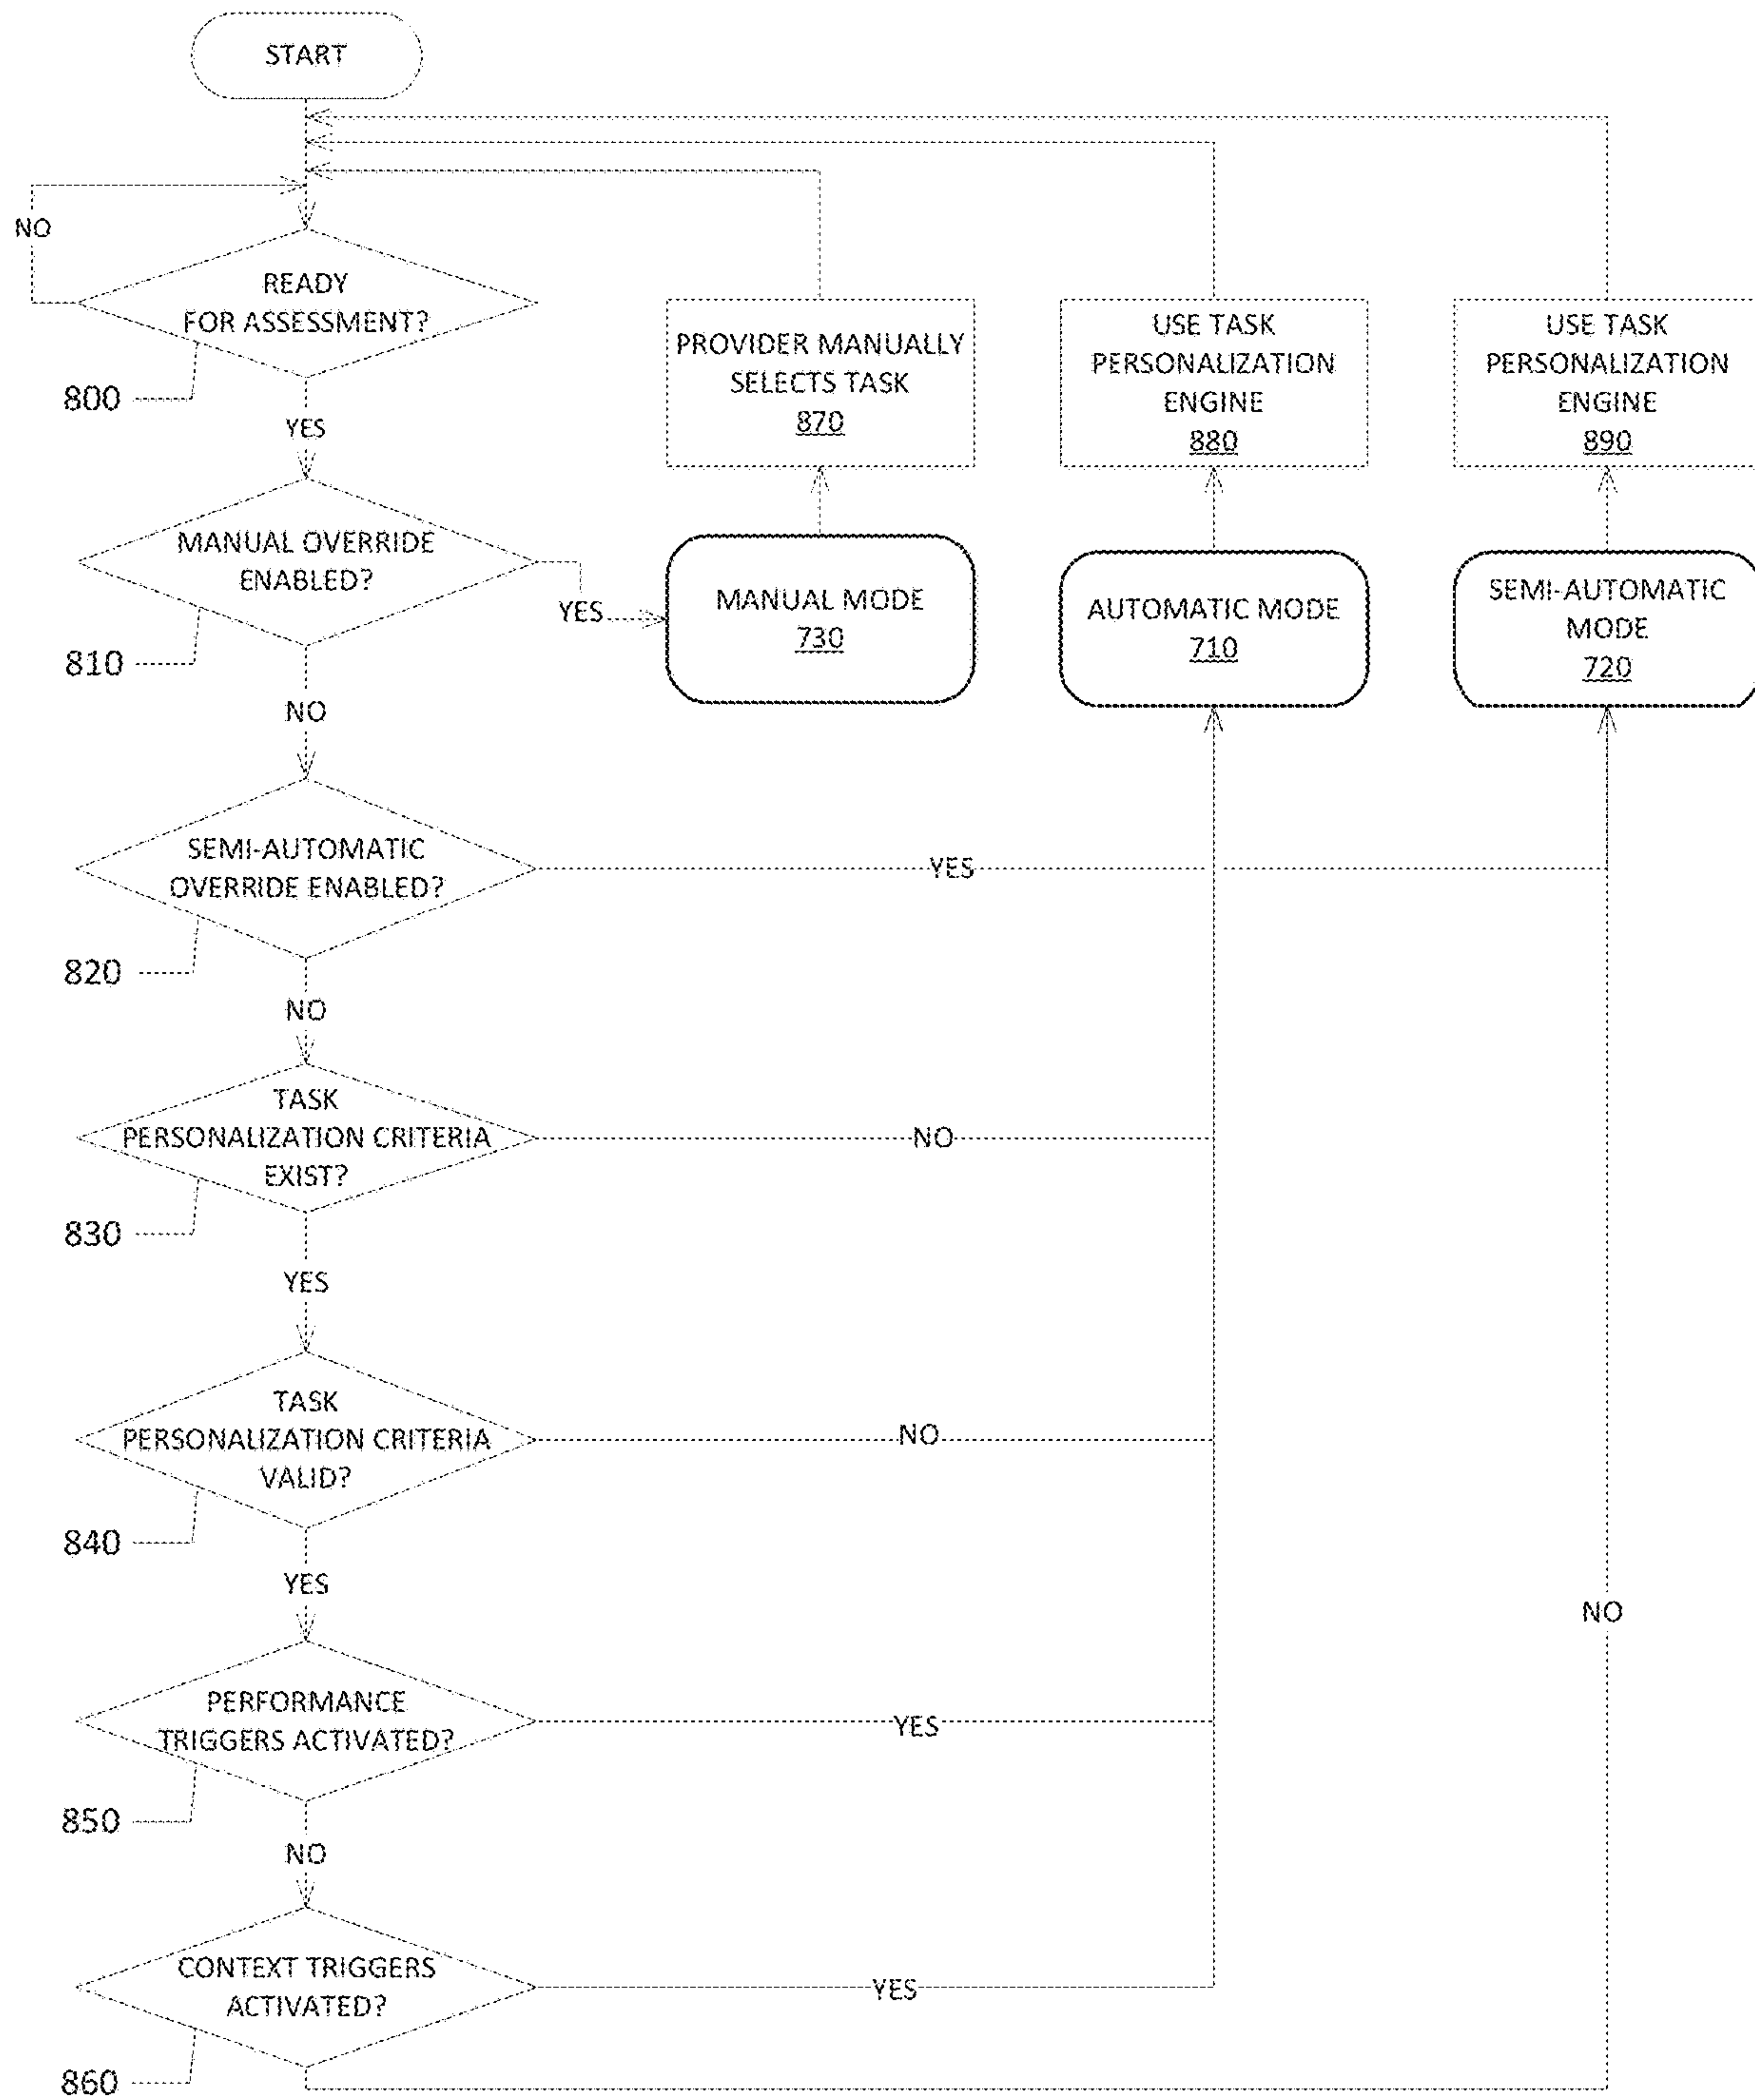 START
NO
READY
FOR ASSESSMENT?
800
YES
PROVIDER MANUALLY
SELECTS TASK
870
USE TASK
PERSONALIZATION
ENGINE
880
USE TASK
PERSONALIZATION
ENGINE
890
MANUAL OVERRIDE
ENABLED?
810
YES
MANUAL MODE
730
AUTOMATIC MODE
710
SEMI-AUTOMATIC
MODE
720
NO
SEMI-AUTOMATIC
OVERRIDE ENABLED?
820
YES
NO
TASK
PERSONALIZATION CRITERIA
EXIST?
830
NO
YES
TASK
PERSONALIZATION CRITERIA
VALID?
840
NO
YES
NO
PERFORMANCE
TRIGGERS ACTIVATED?
850
YES
NO
CONTEXT TRIGGERS
ACTIVATED?
860
YES